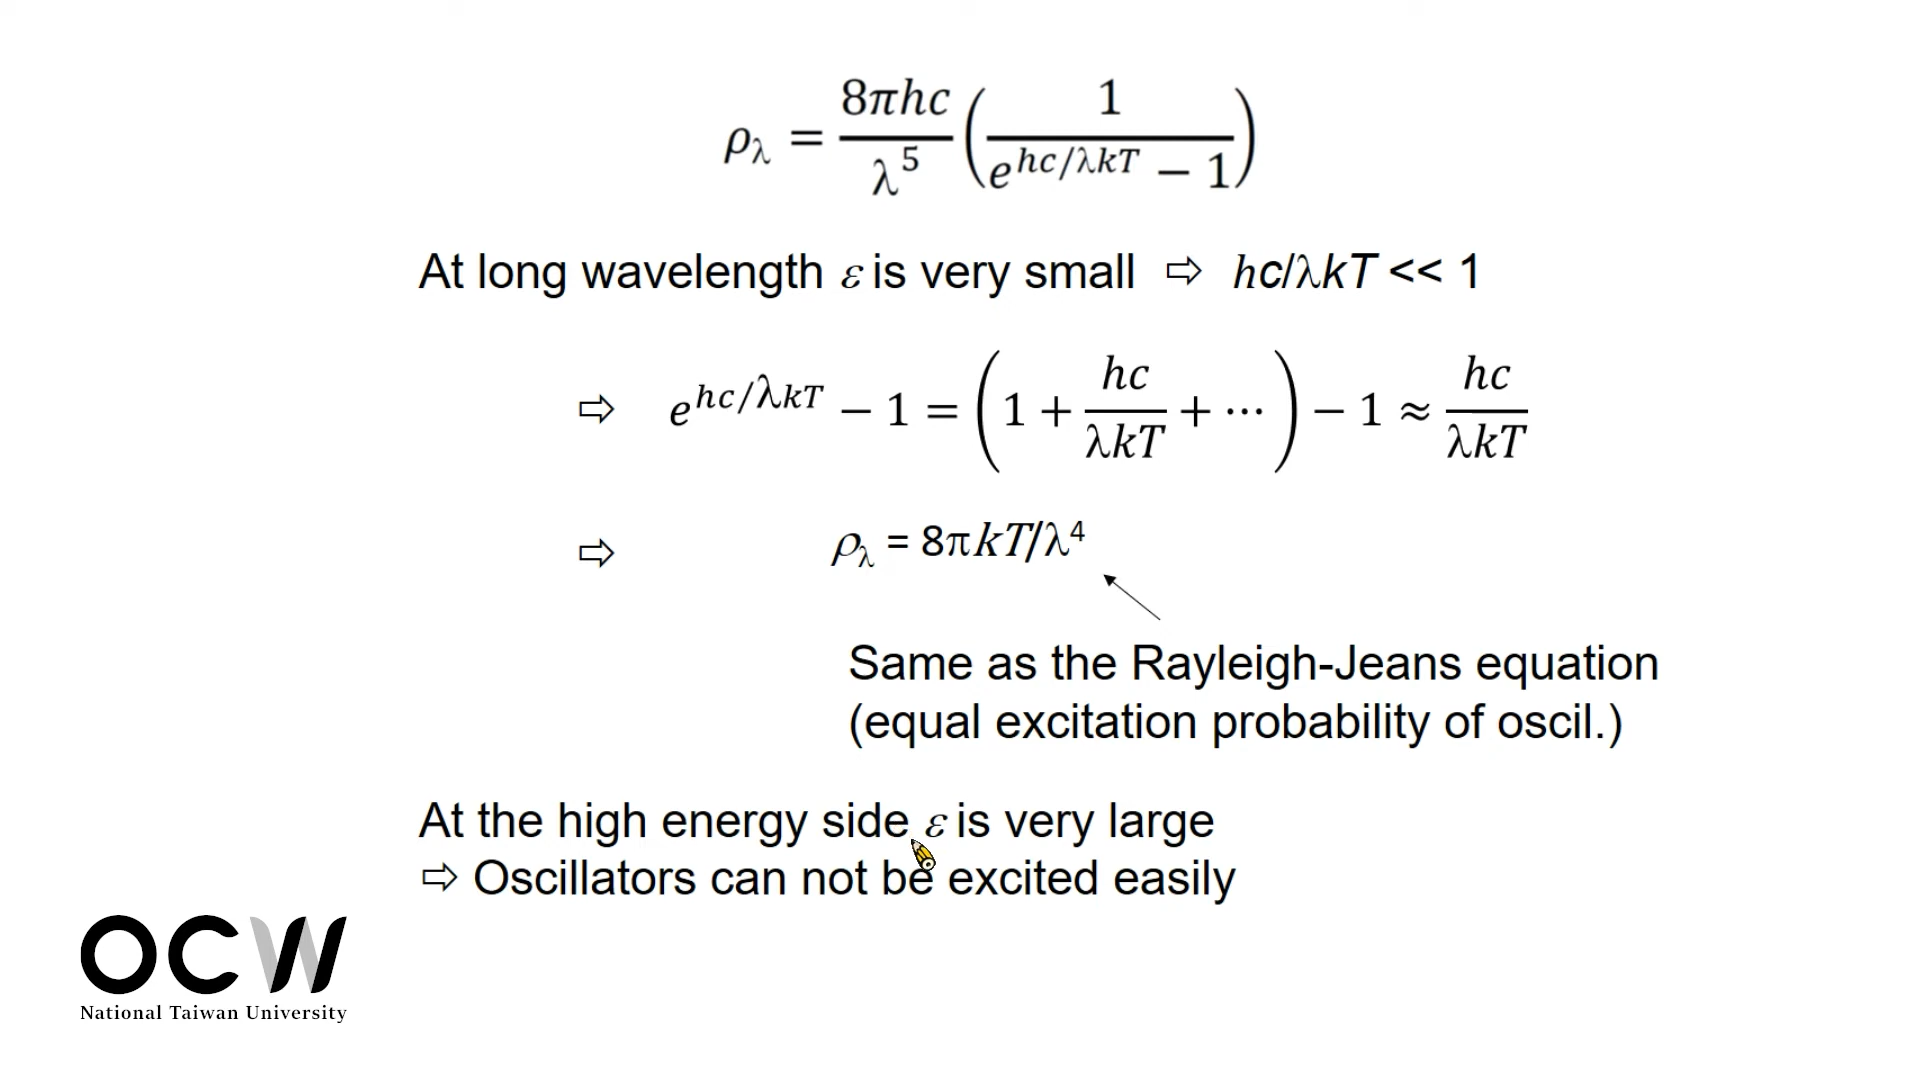 ρλ = 8πhc/λ⁵ (1/(e^(hc/λkT) − 1))
At long wavelength ε is very small ⇨ hc/λkT << 1
⇨ e^(hc/λkT) − 1 = (1 + hc/λkT + ⋯) − 1 ≈ hc/λkT
⇨ ρλ = 8πkT/λ⁴
Same as the Rayleigh-Jeans equation
(equal excitation probability of oscil.)
At the high energy side ε is very large
⇨ Oscillators can not be excited easily
OCW
National Taiwan University